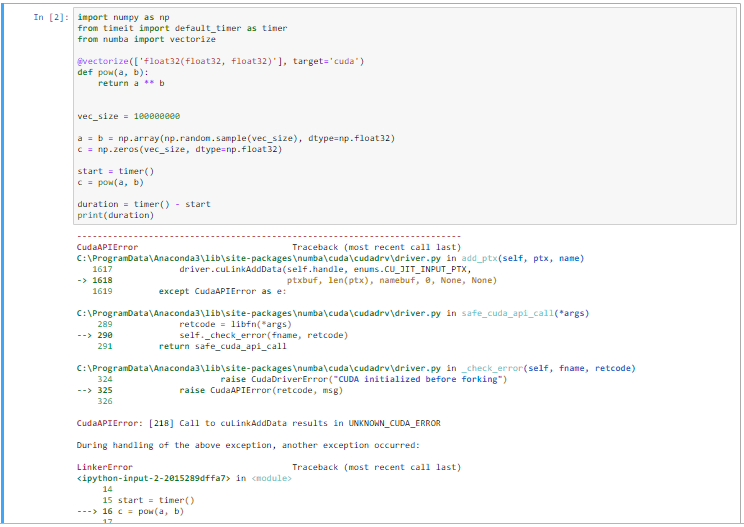 In [2]: import numpy as np
from timeit import default_timer as timer
from numba import vectorize
@vectorize(['float32(float32, float32)'], target='cuda')
def pow(a, b):
return a ** b
vec_size = 100000000
a = b = np.array(np.random.sample(vec_size), dtype=np.float32)
c = np.zeros(vec_size, dtype=np.float32)
start = timer()
c = pow(a, b)
duration = timer() - start
print(duration)
---------------------------------------------------------------------------
CudaAPIError Traceback (most recent call last)
C:\ProgramData\Anaconda3\lib\site-packages\numba\cuda\cudadrv\driver.py in add_ptx(self, ptx, name)
1617 driver.cuLinkAddData(self.handle, enums.CU_JIT_INPUT_PTX,
-> 1618 ptxbuf, len(ptx), namebuf, 0, None, None)
1619 except CudaAPIError as e:
C:\ProgramData\Anaconda3\lib\site-packages\numba\cuda\cudadrv\driver.py in safe_cuda_api_call(*args)
289 retcode = libfn(*args)
--> 290 self._check_error(fname, retcode)
291 return safe_cuda_api_call
C:\ProgramData\Anaconda3\lib\site-packages\numba\cuda\cudadrv\driver.py in _check_error(self, fname, retcode)
324 raise CudaDriverError("CUDA initialized before forking")
--> 325 raise CudaAPIError(retcode, msg)
326
CudaAPIError: [218] Call to cuLinkAddData results in UNKNOWN_CUDA_ERROR
During handling of the above exception, another exception occurred:
LinkerError Traceback (most recent call last)
<ipython-input-2-2015289dffa7> in <module>
14
15 start = timer()
---> 16 c = pow(a, b)
17